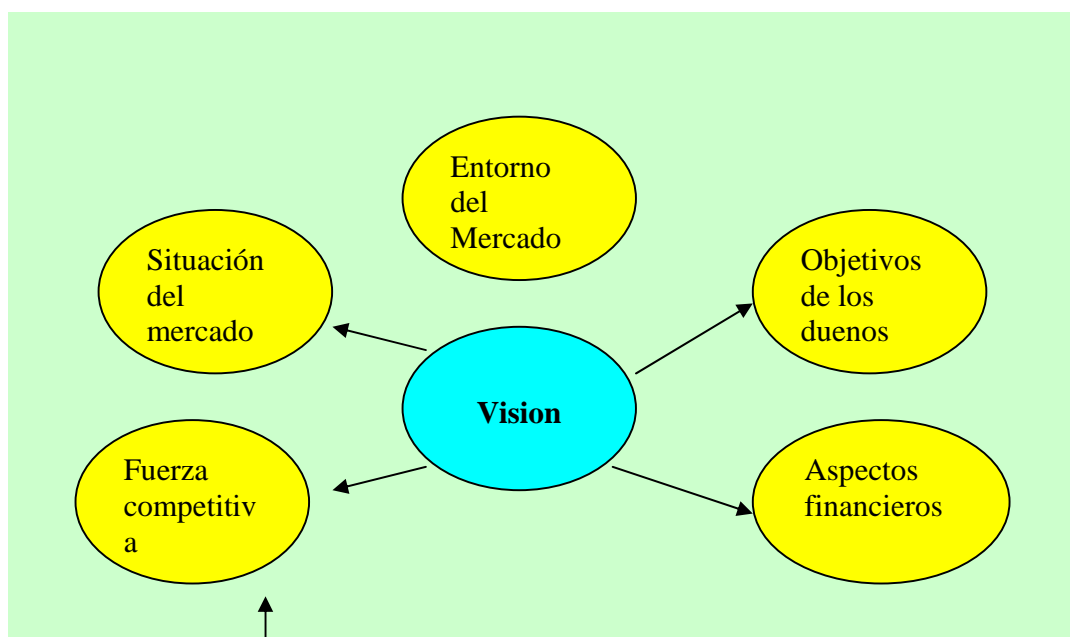 Entorno
del
Mercado
Situación
del
mercado
Objetivos
de los
duenos
Vision
Fuerza
competitiv
a
Aspectos
financieros